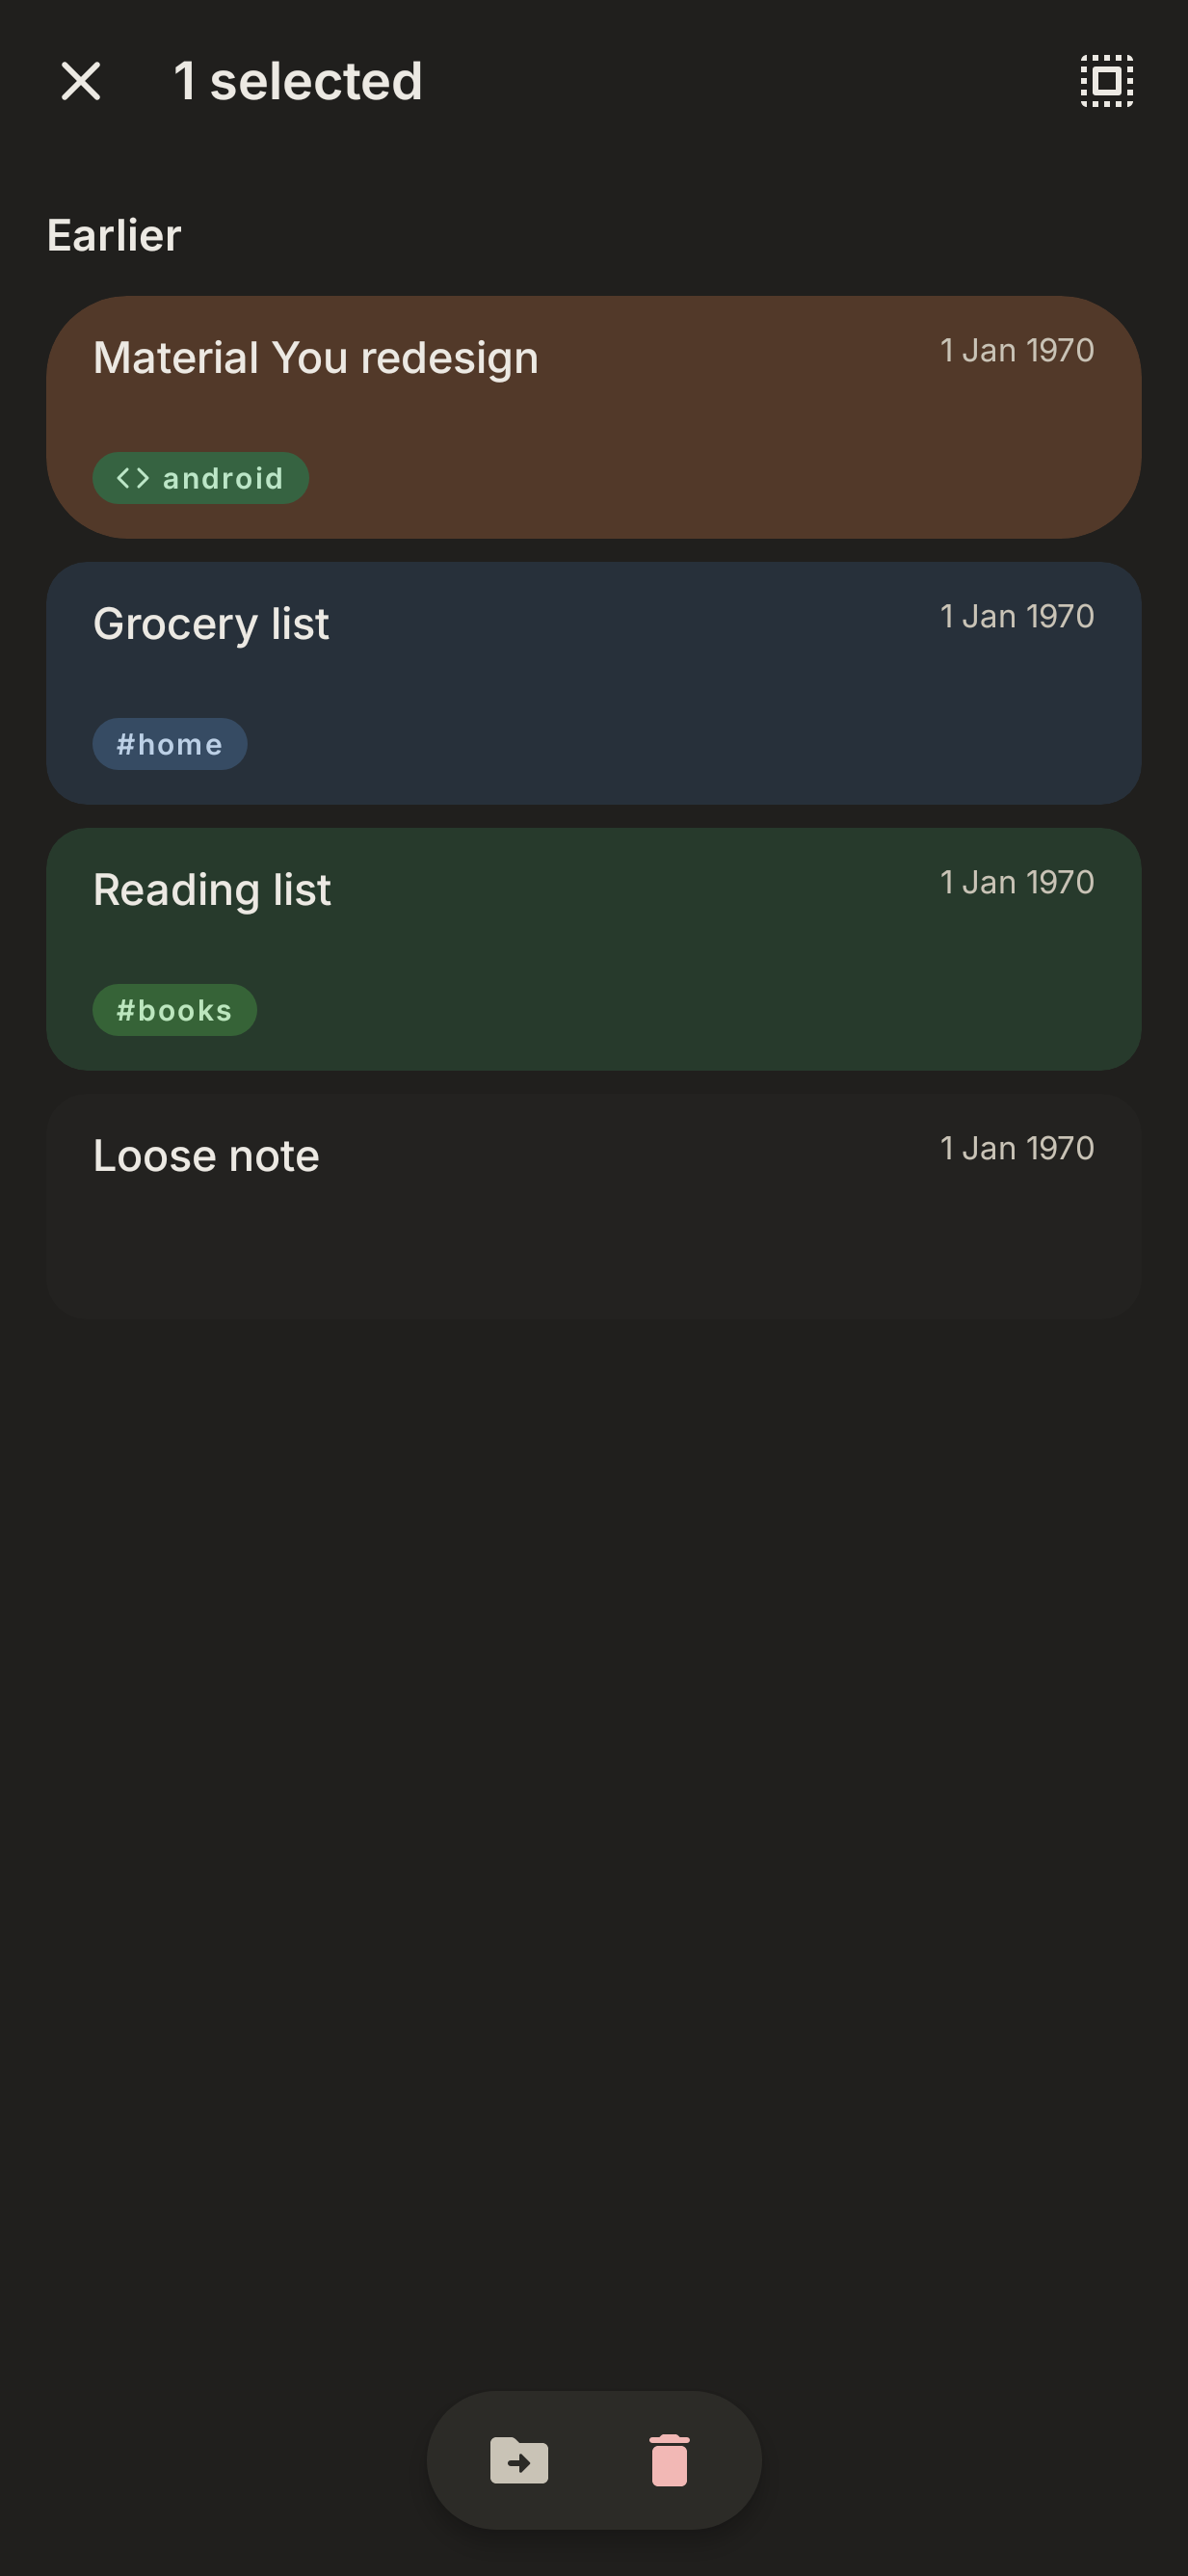 1 selected
Earlier
Material You redesign
1 Jan 1970
android
Grocery list
1 Jan 1970
#home
Reading list
1 Jan 1970
#books
Loose note
1 Jan 1970